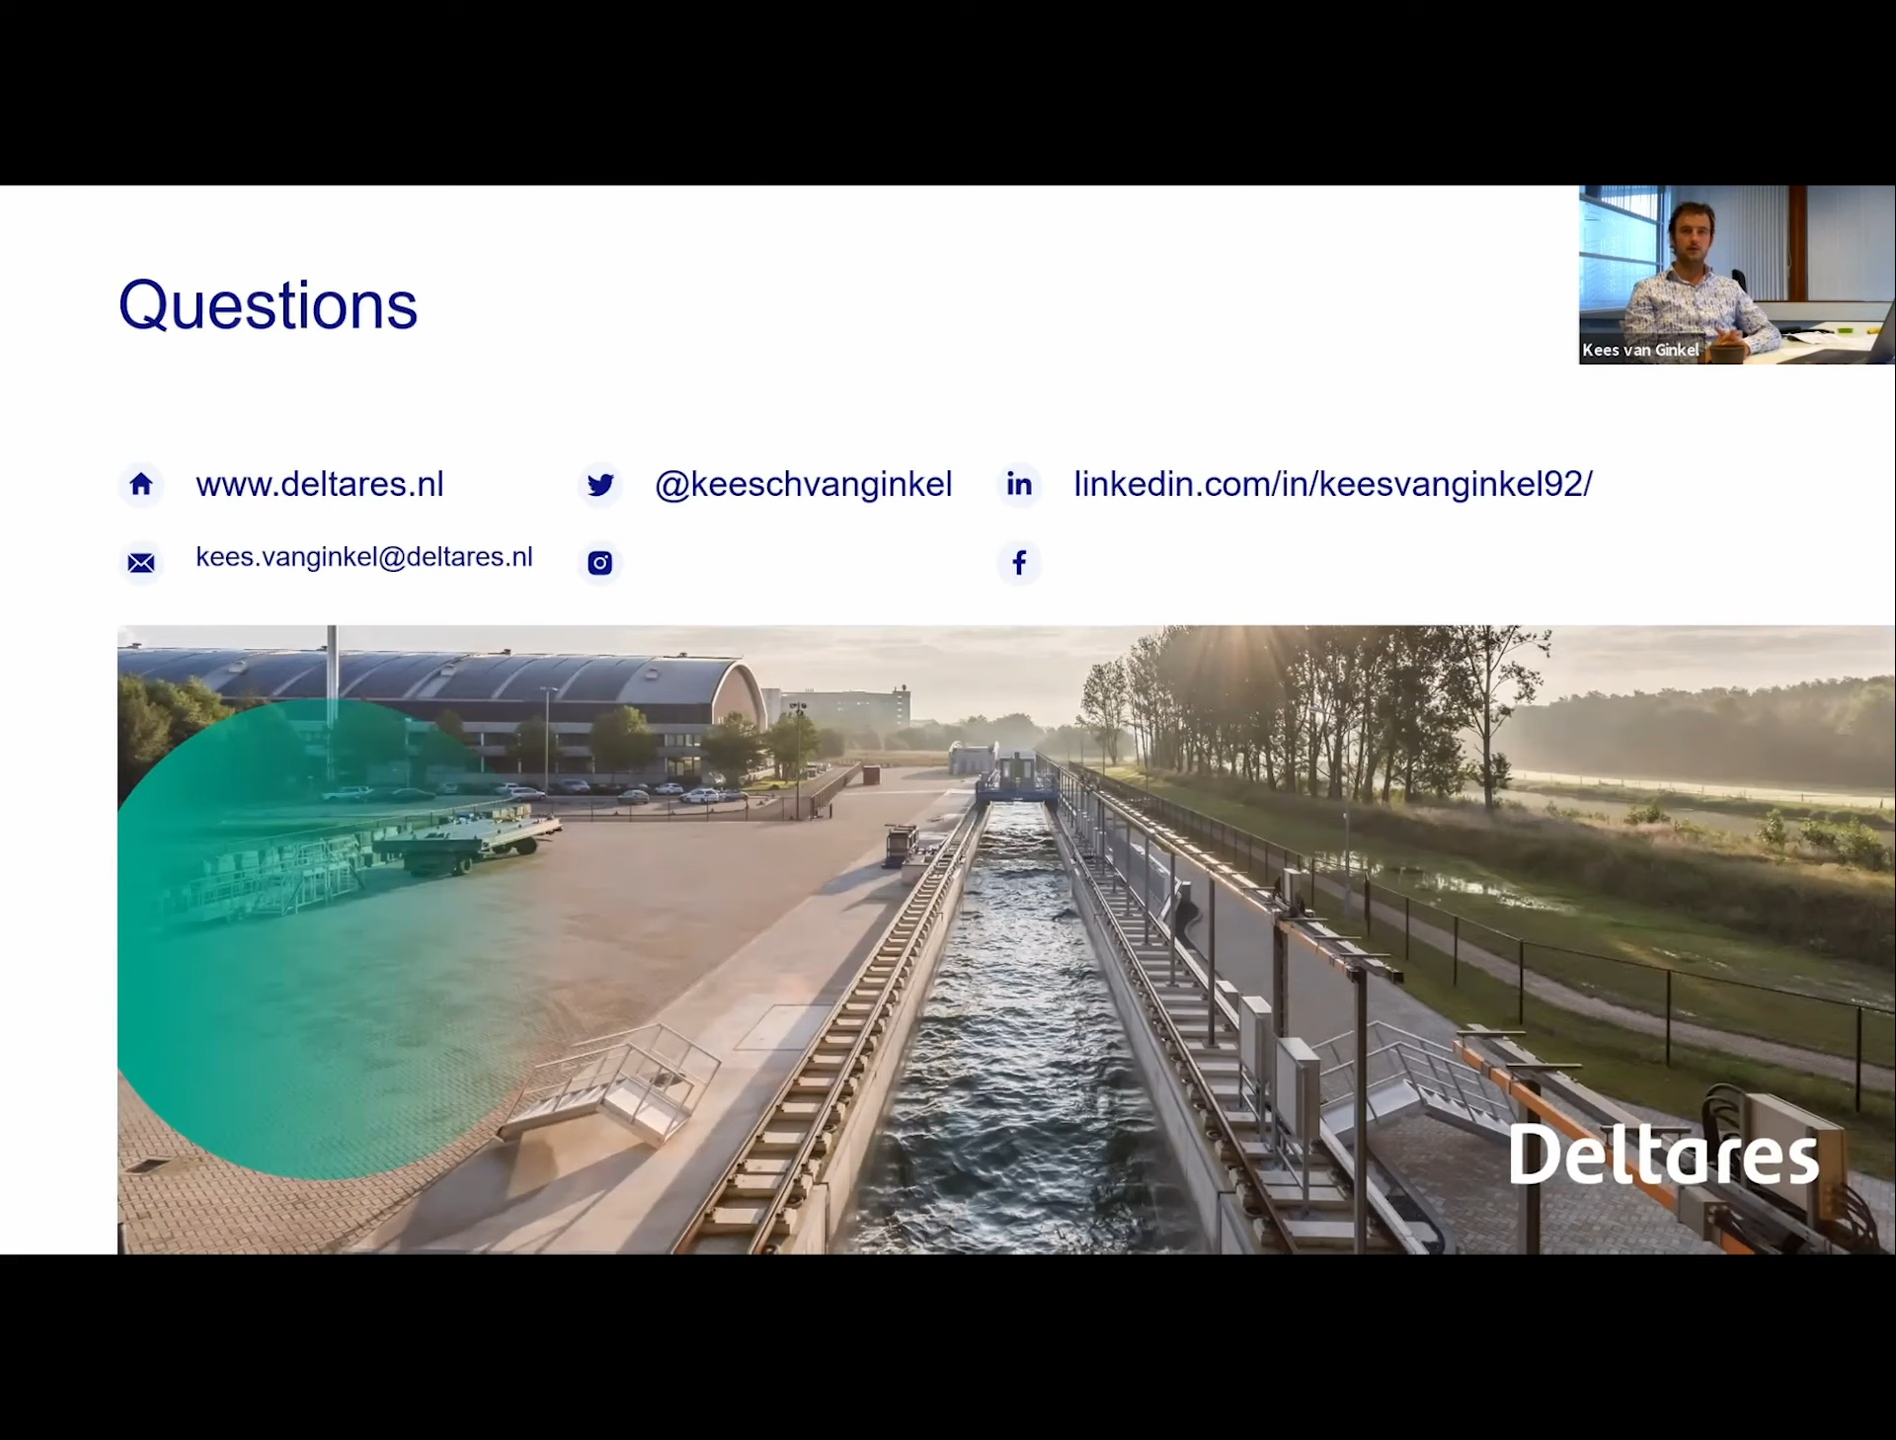 Questions
Kees van Ginkel
www.deltares.nl
@keeschvanginkel
linkedin.com/in/keesvanginkel92/
kees.vanginkel@deltares.nl
Deltares